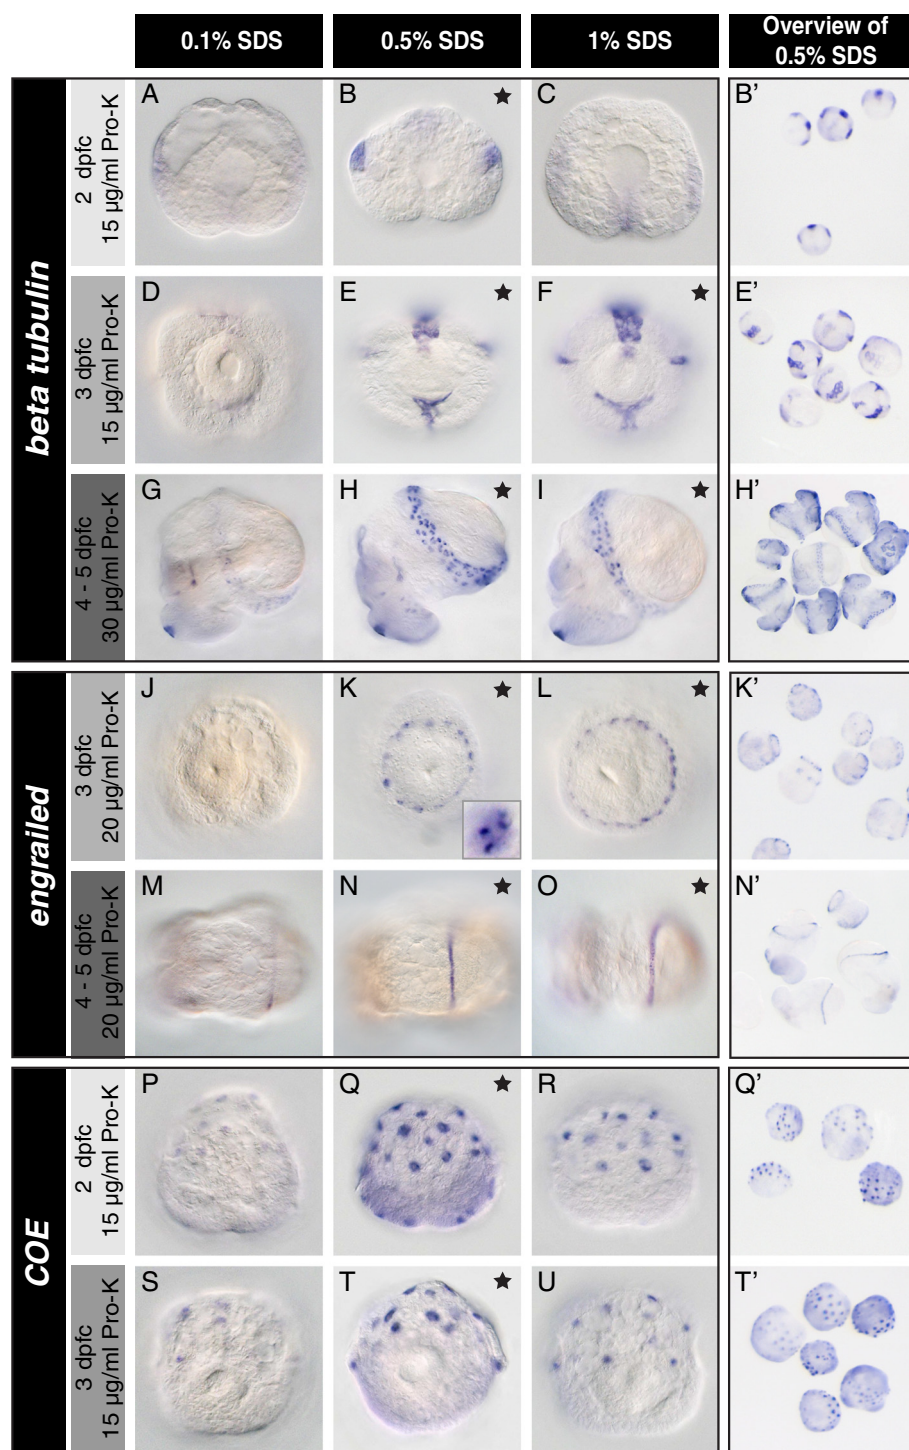 0.1% SDS
0.5% SDS
1% SDS
Overview of
0.5% SDS
beta tubulin
2 dpfc
15 µg/ml Pro-K
A
B ★
C
B'
3 dpfc
15 µg/ml Pro-K
D
E ★
F ★
E'
4 - 5 dpfc
30 µg/ml Pro-K
G
H ★
I ★
H'
engrailed
3 dpfc
20 µg/ml Pro-K
J
K ★
L ★
K'
4 - 5 dpfc
20 µg/ml Pro-K
M
N ★
O ★
N'
COE
2 dpfc
15 µg/ml Pro-K
P
Q ★
R
Q'
3 dpfc
15 µg/ml Pro-K
S
T ★
U
T'